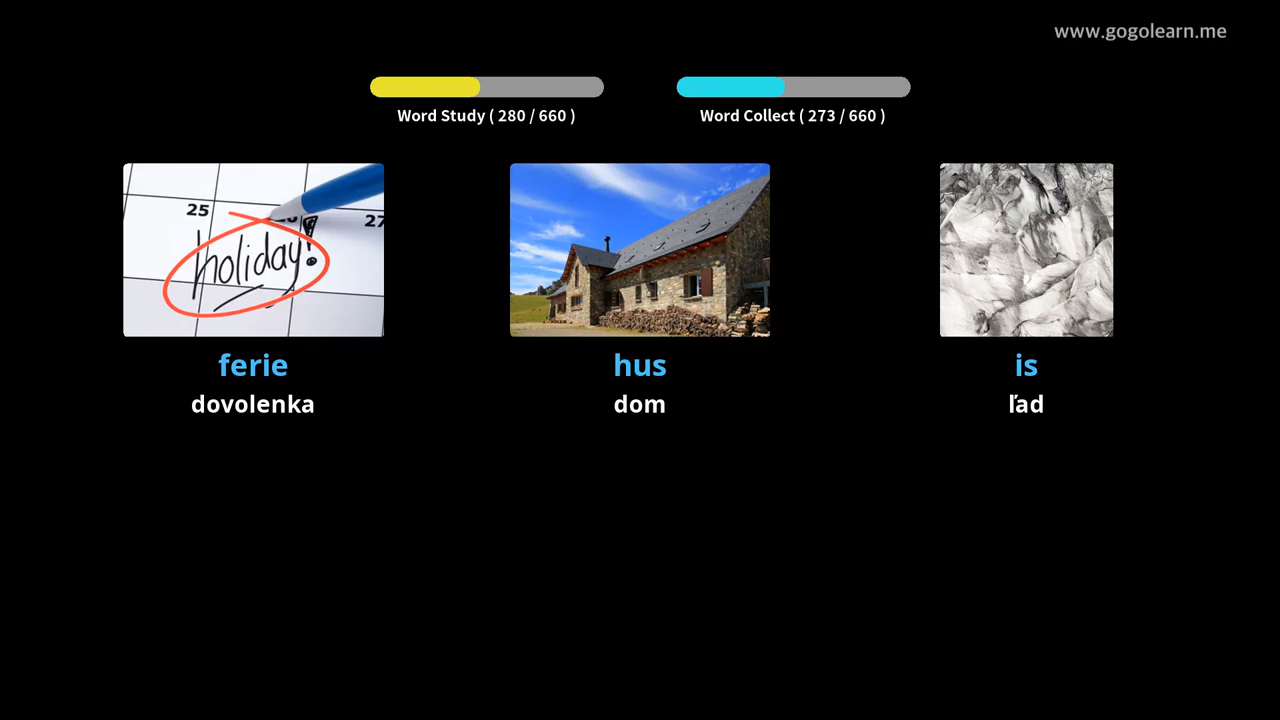 www.gogolearn.me
Word Study ( 280 / 660 )
Word Collect ( 273 / 660 )
25
27
holiday!
ferie
hus
is
dovolenka
dom
ľad